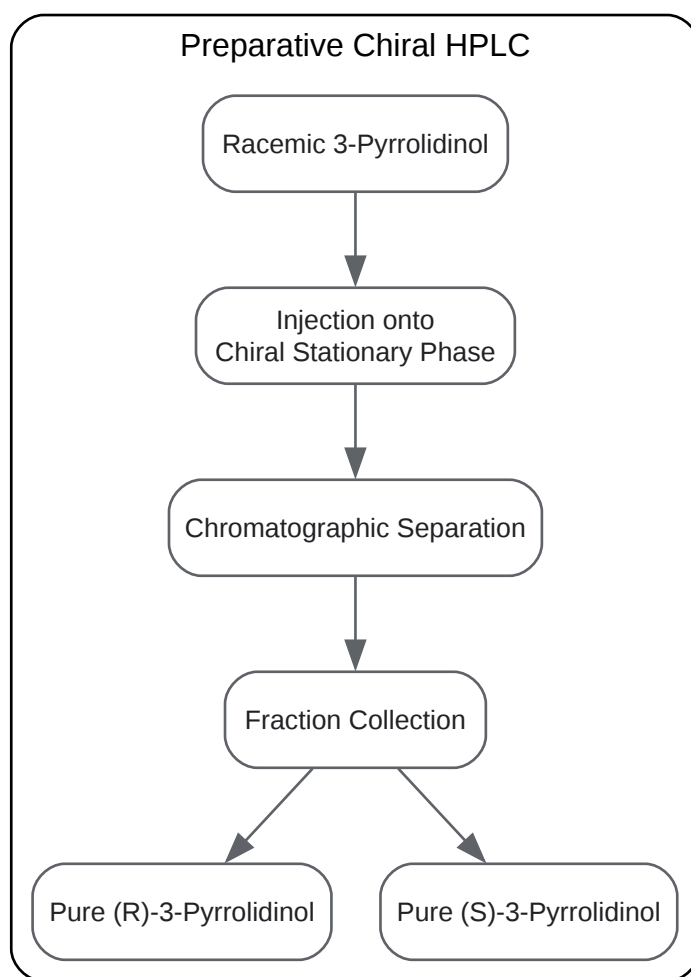 Preparative Chiral HPLC
Racemic 3-Pyrrolidinol
Injection onto
Chiral Stationary Phase
Chromatographic Separation
Fraction Collection
Pure (R)-3-Pyrrolidinol
Pure (S)-3-Pyrrolidinol